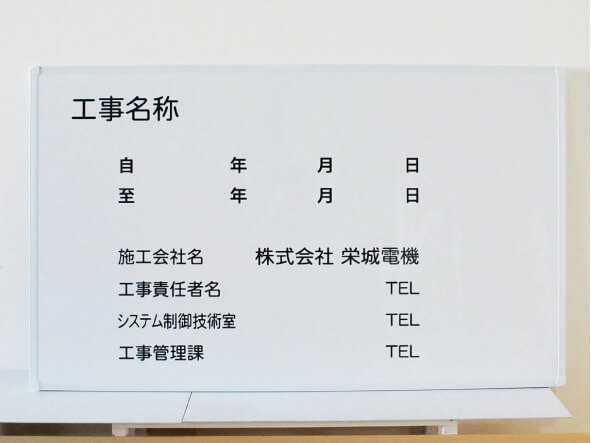 工事名称
自 年 月 日
至 年 月 日
施工会社名 株式会社 栄城電機
工事責任者名 TEL
システム制御技術室 TEL
工事管理課 TEL